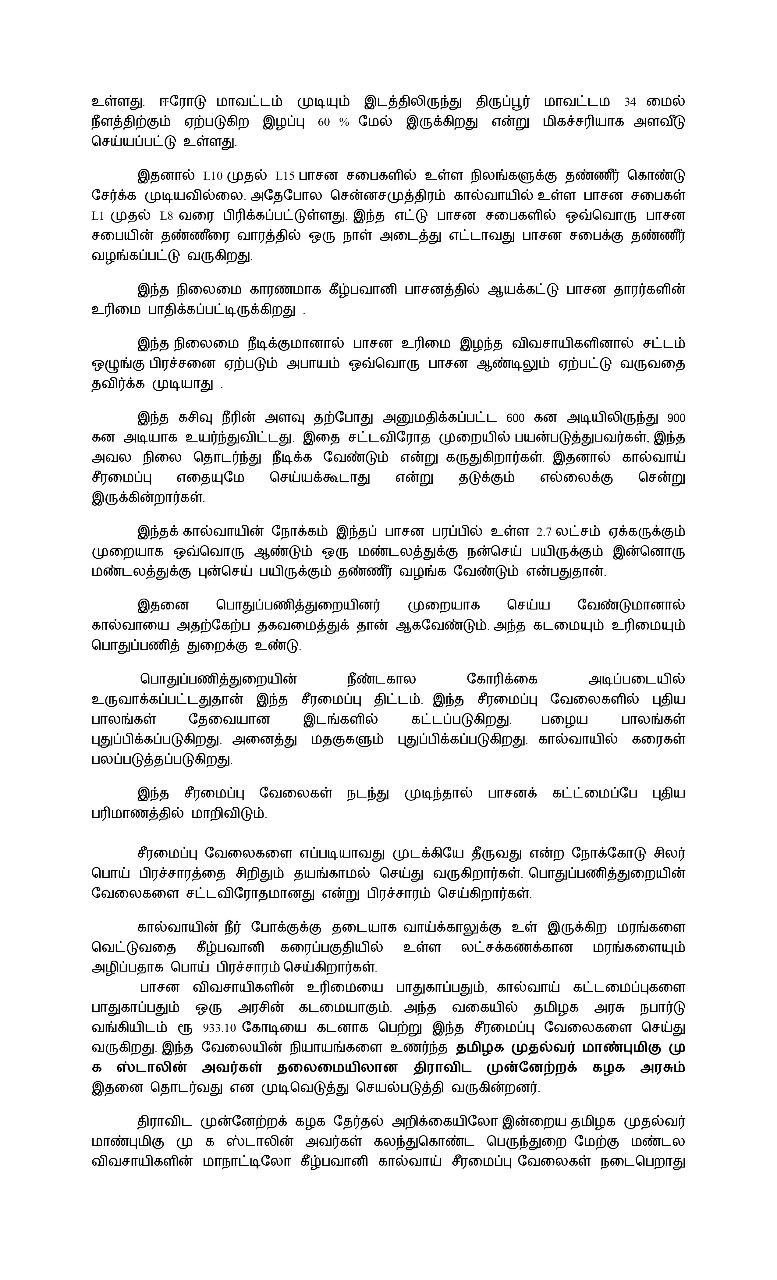 உள்ளது. ஈரோடு மாவட்டம் முடியும் இடத்திலிருந்து திருப்பூர் மாவட்டம 34 மைல்
நீளத்திற்கும் ஏற்படுகிற இழப்பு 60 % மேல் இருக்கிறது என்று மிகச்சரியாக அளவீடு
செய்யப்பட்டு உள்ளது.
இதனால் L10 முதல் L15 பாசன சபைகளில் உள்ள நிலங்களுக்கு தண்ணீர் கொண்டு
சேர்க்க முடியவில்லை. அதேபோல சென்னசமுத்திரம் கால்வாயில் உள்ள பாசன சபைகள்
L1 முதல் L8 வரை பிரிக்கப்பட்டுள்ளது. இந்த எட்டு பாசன சபைகளில் ஒவ்வொரு பாசன
சபையின் தண்ணீரை வாரத்தில் ஒரு நாள் அடைத்து எட்டாவது பாசன சபைக்கு தண்ணீர்
வழங்கப்பட்டு வருகிறது.
இந்த நிலைமை காரணமாக கீழ்பவானி பாசனத்தில் ஆயக்கட்டு பாசன தாரர்களின்
உரிமை பாதிக்கப்பட்டிருக்கிறது .
இந்த நிலைமை நீடிக்குமானால் பாசன உரிமை இழந்த விவசாயிகளினால் சட்டம்
ஒழுங்கு பிரச்சனை ஏற்படும் அபாயம் ஒவ்வொரு பாசன ஆண்டிலும் ஏற்பட்டு வருவதை
தவிர்க்க முடியாது .
இந்த கசிவு நீரின் அளவு தற்போது அனுமதிக்கப்பட்ட 600 கன அடியிலிருந்து 900
கன அடியாக உயர்ந்துவிட்டது. இதை சட்டவிரோத முறையில் பயன்படுத்துபவர்கள், இந்த
அவல நிலை தொடர்ந்து நீடிக்க வேண்டும் என்று கருதுகிறார்கள். இதனால் கால்வாய்
சீரமைப்பு எதையுமே செய்யக்கூடாது என்று தடுக்கும் எல்லைக்கு சென்று
இருக்கின்றார்கள்.
இந்தக் கால்வாயின் நோக்கம் இந்தப் பாசன பரப்பில் உள்ள 2.7 லட்சம் ஏக்கருக்கும்
முறையாக ஒவ்வொரு ஆண்டும் ஒரு மண்டலத்துக்கு நன்செய் பயிருக்கும் இன்னொரு
மண்டலத்துக்கு புன்செய் பயிருக்கும் தண்ணீர் வழங்க வேண்டும் என்பதுதான்.
இதனை பொதுப்பணித்துறையினர் முறையாக செய்ய வேண்டுமானால்
கால்வாயை அதற்கேற்ப தகவமைத்துக் தான் ஆகவேண்டும். அந்த கடமையும் உரிமையும்
பொதுப்பணித் துறைக்கு உண்டு.
பொதுப்பணித்துறையின் நீண்டகால கோரிக்கை அடிப்படையில்
உருவாக்கப்பட்டதுதான் இந்த சீரமைப்பு திட்டம். இந்த சீரமைப்பு வேலைகளில் புதிய
பாலங்கள் தேவையான இடங்களில் கட்டப்படுகிறது. பழைய பாலங்கள்
புதுப்பிக்கப்படுகிறது. அனைத்து மதகுகளும் புதுப்பிக்கப்படுகிறது. கால்வாயில் கரைகள்
பலப்படுத்தப்படுகிறது.
இந்த சீரமைப்பு வேலைகள் நடந்து முடிந்தால் பாசனக் கட்ட்மைப்பே புதிய
பரிமாணத்தில் மாறிவிடும்.
சீரமைப்பு வேலைகளை எப்படியாவது முடக்கியே தீருவது என்ற நோக்கோடு சிலர்
பொய் பிரச்சாரத்தை சிறிதும் தயங்காமல் செய்து வருகிறார்கள். பொதுப்பணித்துறையின்
வேலைகளை சட்டவிரோதமானது என்று பிரச்சாரம் செய்கிறார்கள்.
கால்வாயின் நீர் போக்குக்கு தடையாக வாய்க்காலுக்கு உள் இருக்கிற மரங்களை
வெட்டுவதை கீழ்பவானி கரைப்பகுதியில் உள்ள லட்சக்கணக்கான மரங்களையும்
அழிப்பதாக பொய் பிரச்சாரம் செய்கிறார்கள்.
பாசன விவசாயிகளின் உரிமையை பாதுகாப்பதும், கால்வாய் கட்டமைப்புகளை
பாதுகாப்பதும் ஒரு அரசின் கடமையாகும். அந்த வகையில் தமிழக அரசு நபார்டு
வங்கியிடம் ரூ 933.10 கோடியை கடனாக பெற்று இந்த சீரமைப்பு வேலைகளை செய்து
வருகிறது. இந்த வேலையின் நியாயங்களை உணர்ந்த தமிழக முதல்வர் மாண்புமிகு மு
க ஸ்டாலின் அவர்கள் தலைமையிலான திராவிட முன்னேற்றக் கழக அரசும்
இதனை தொடர்வது என முடிவெடுத்து செயல்படுத்தி வருகின்றனர்.
திராவிட முன்னேற்றக் கழக தேர்தல் அறிக்கையிலோ இன்றைய தமிழக முதல்வர்
மாண்புமிகு மு க ஸ்டாலின் அவர்கள் கலந்துகொண்ட பெருந்துறை மேற்கு மண்டல
விவசாயிகளின் மாநாட்டிலோ கீழ்பவானி கால்வாய் சீரமைப்பு வேலைகள் நடைபெறாது